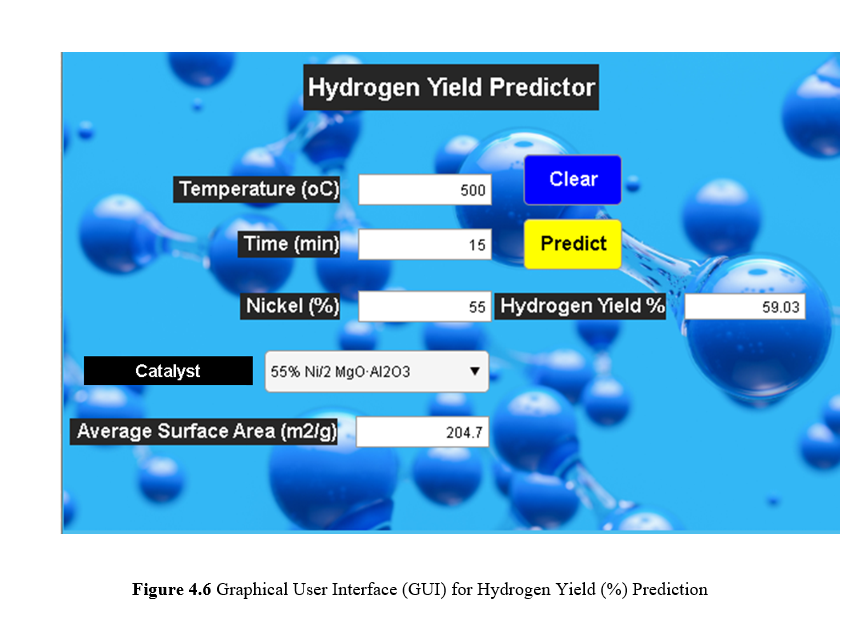 Hydrogen Yield Predictor
Temperature (oC) 500 Clear
Time (min) 15 Predict
Nickel (%) 55 Hydrogen Yield % 59.03
Catalyst 55% Ni/2 MgO·Al2O3
Average Surface Area (m2/g) 204.7
Figure 4.6 Graphical User Interface (GUI) for Hydrogen Yield (%) Prediction